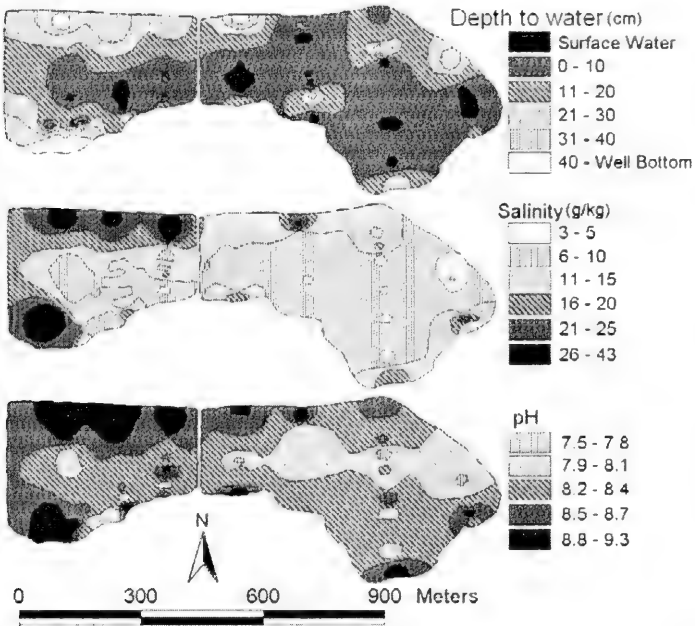 Depth to water (cm)
Surface Water
0 - 10
11 - 20
21 - 30
31 - 40
40 - Well Bottom
Salinity (g/kg)
3 - 5
6 - 10
11 - 15
16 - 20
21 - 25
26 - 43
pH
7.5 - 7.8
7.9 - 8.1
8.2 - 8.4
8.5 - 8.7
8.8 - 9.3
N
0 300 600 900 Meters